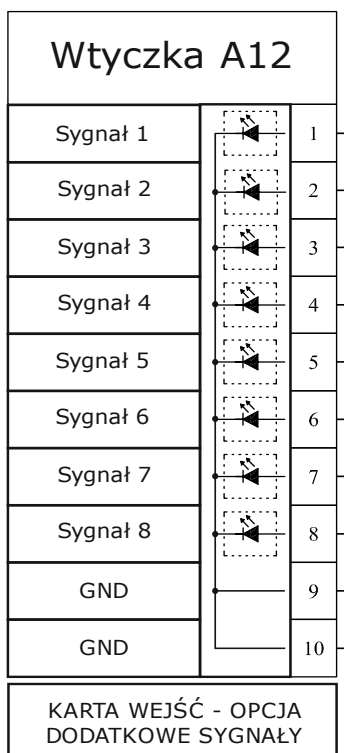 Wtyczka A12
Sygnał 1 1
Sygnał 2 2
Sygnał 3 3
Sygnał 4 4
Sygnał 5 5
Sygnał 6 6
Sygnał 7 7
Sygnał 8 8
GND 9
GND 10
KARTA WEJŚĆ - OPCJA
DODATKOWE SYGNAŁY